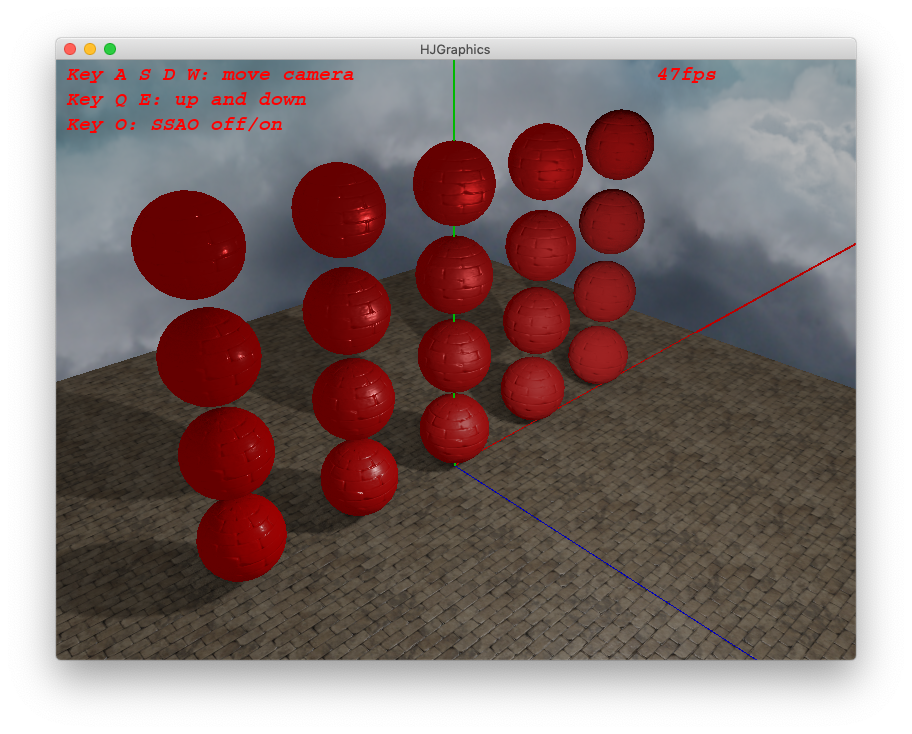 HJGraphics
Key A S D W: move camera
47fps
Key Q E: up and down
Key O: SSAO off/on